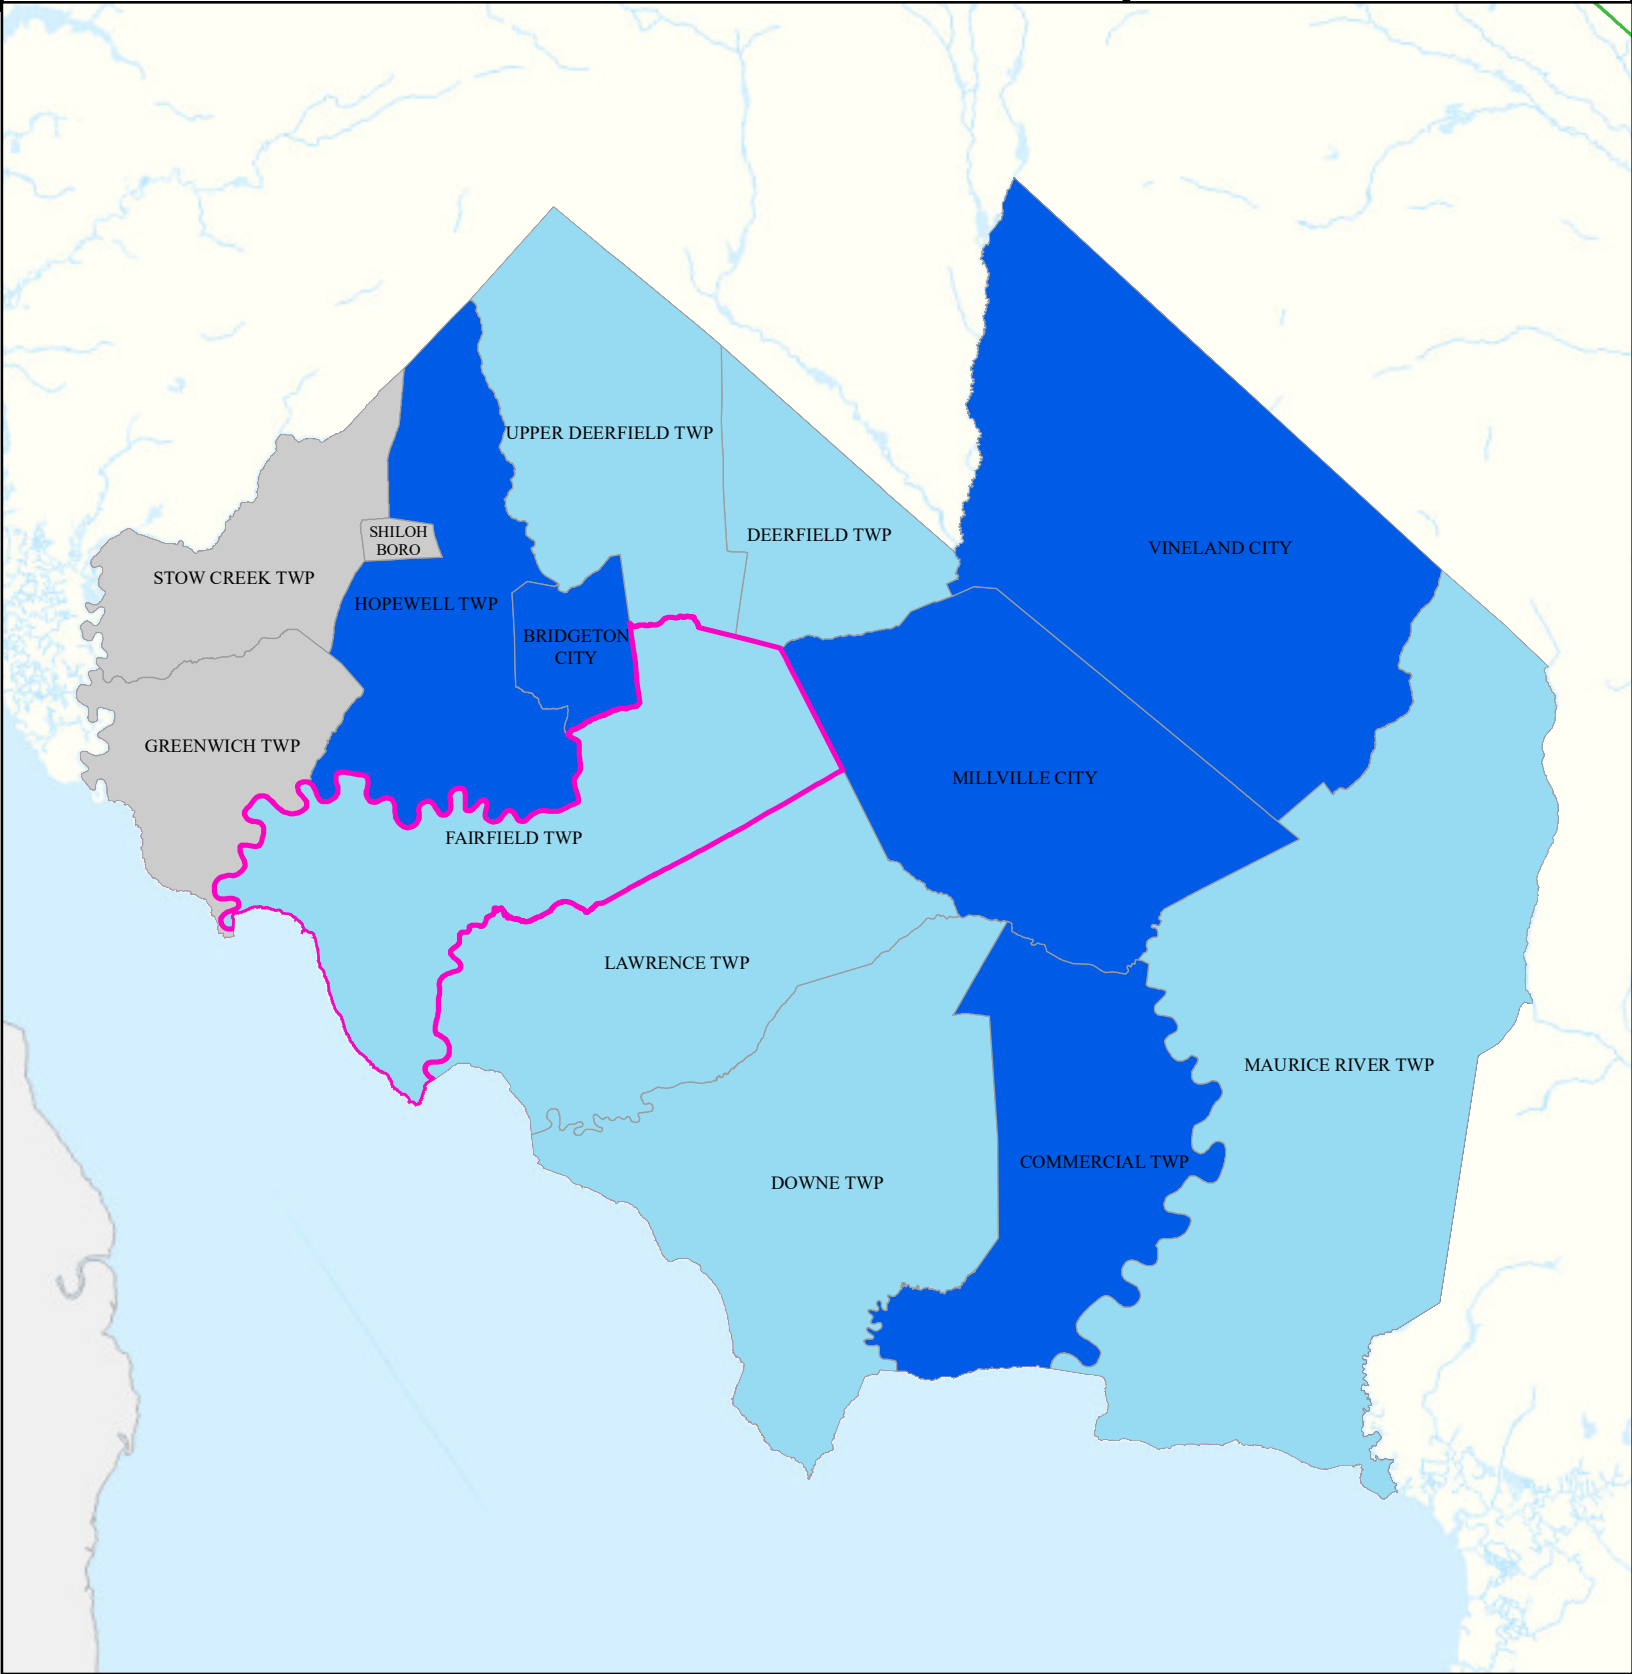 UPPER DEERFIELD TWP
DEERFIELD TWP
SHILOH
BORO
VINELAND CITY
STOW CREEK TWP
HOPEWELL TWP
BRIDGETON
CITY
GREENWICH TWP
MILLVILLE CITY
FAIRFIELD TWP
LAWRENCE TWP
MAURICE RIVER TWP
COMMERCIAL TWP
DOWNE TWP